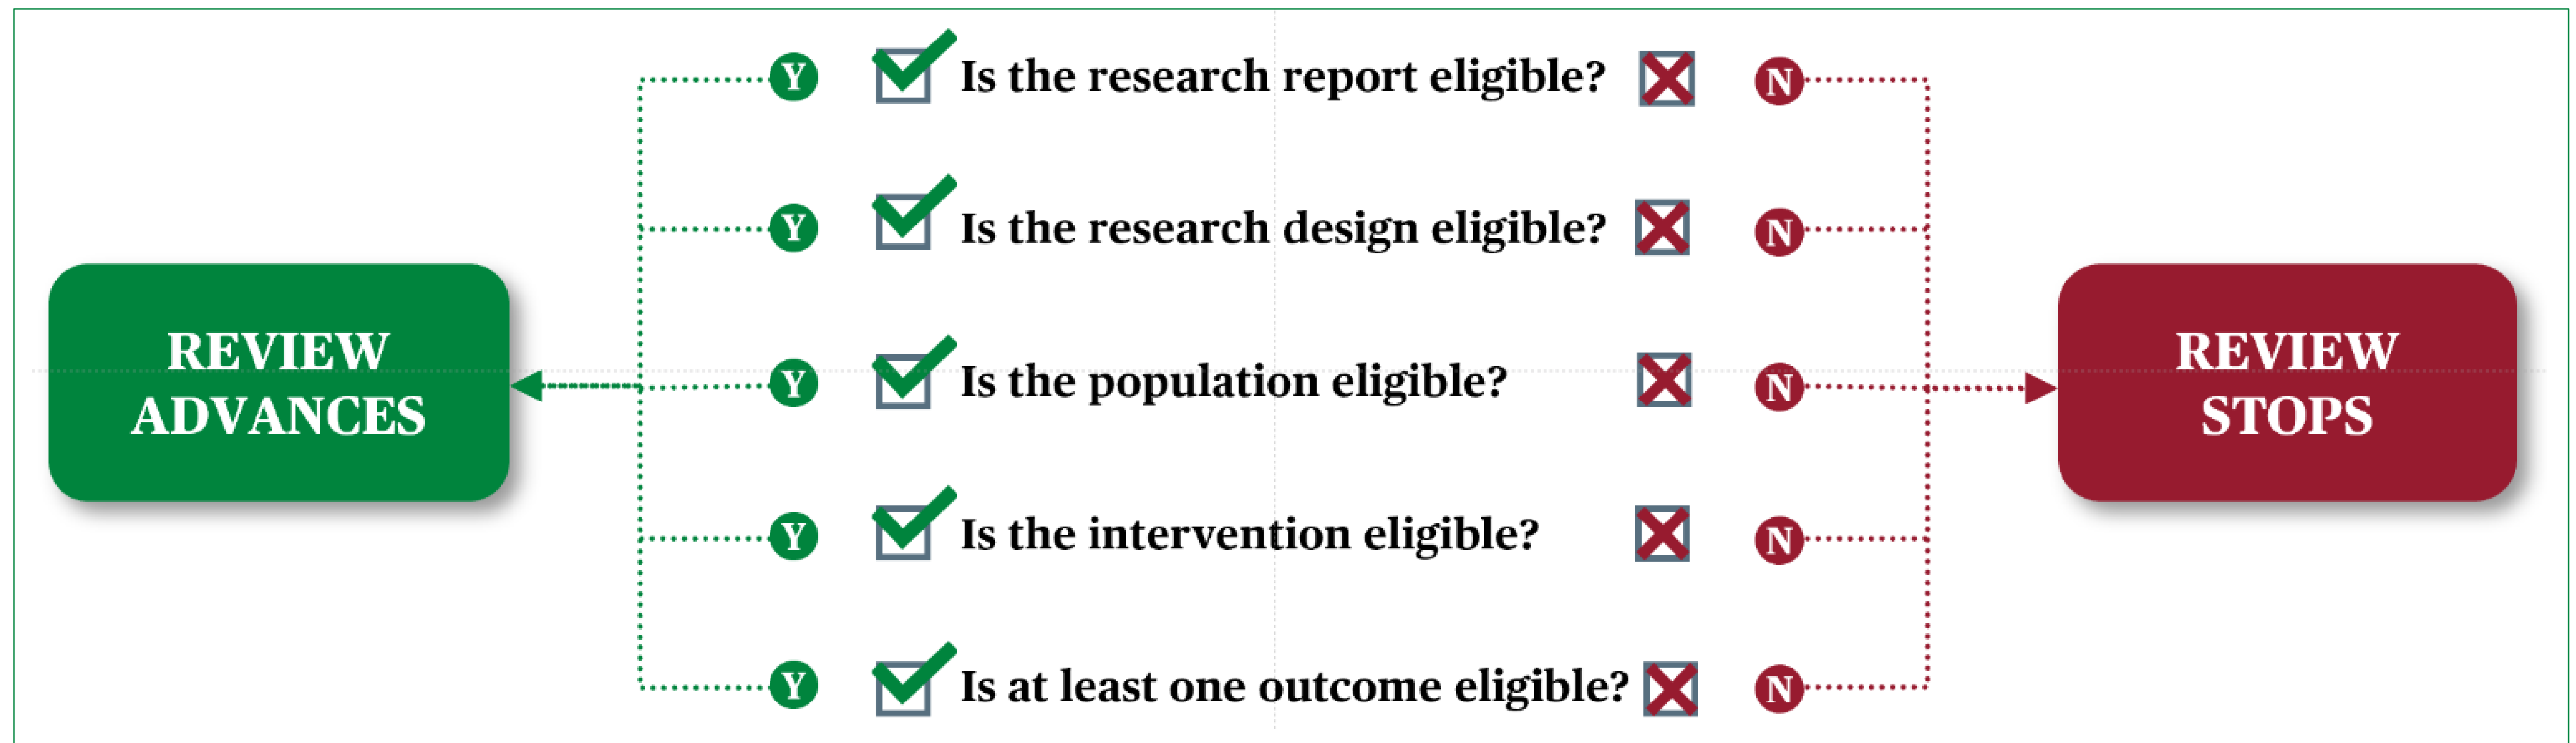 Y Is the research report eligible? N
Y Is the research design eligible? N
REVIEW
ADVANCES
Y Is the population eligible? N
REVIEW
STOPS
Y Is the intervention eligible? N
Y Is at least one outcome eligible? N